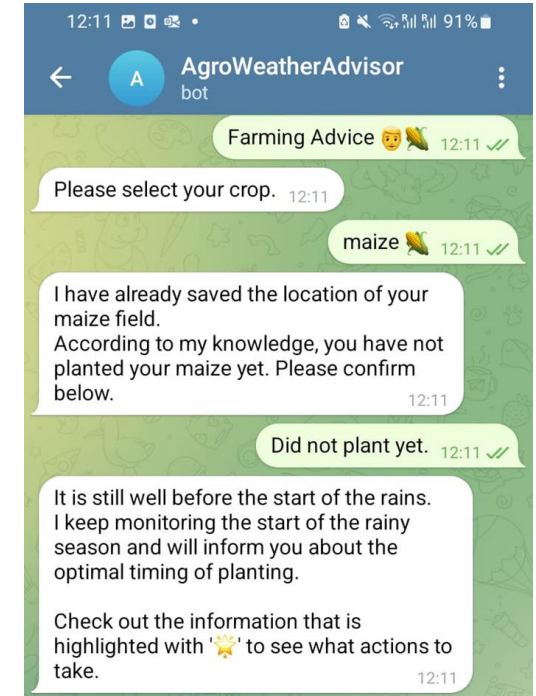 12:11 91%
A
AgroWeatherAdvisor
bot
Farming Advice 👨🌽 12:11
Please select your crop. 12:11
maize 🌽 12:11
I have already saved the location of your
maize field.
According to my knowledge, you have not
planted your maize yet. Please confirm
below. 12:11
Did not plant yet. 12:11
It is still well before the start of the rains.
I keep monitoring the start of the rainy
season and will inform you about the
optimal timing of planting.
Check out the information that is
highlighted with '🌟' to see what actions to
take. 12:11